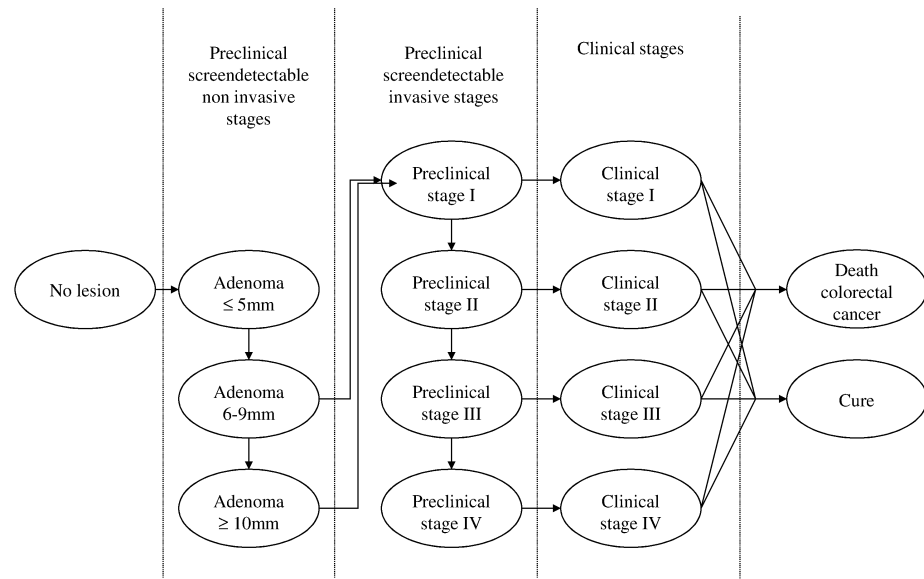 Preclinical
screendetectable
non invasive
stages
Preclinical
screendetectable
invasive stages
Clinical stages
No lesion
Adenoma
≤ 5mm
Adenoma
6-9mm
Adenoma
≥ 10mm
Preclinical
stage I
Preclinical
stage II
Preclinical
stage III
Preclinical
stage IV
Clinical
stage I
Clinical
stage II
Clinical
stage III
Clinical
stage IV
Death
colorectal
cancer
Cure